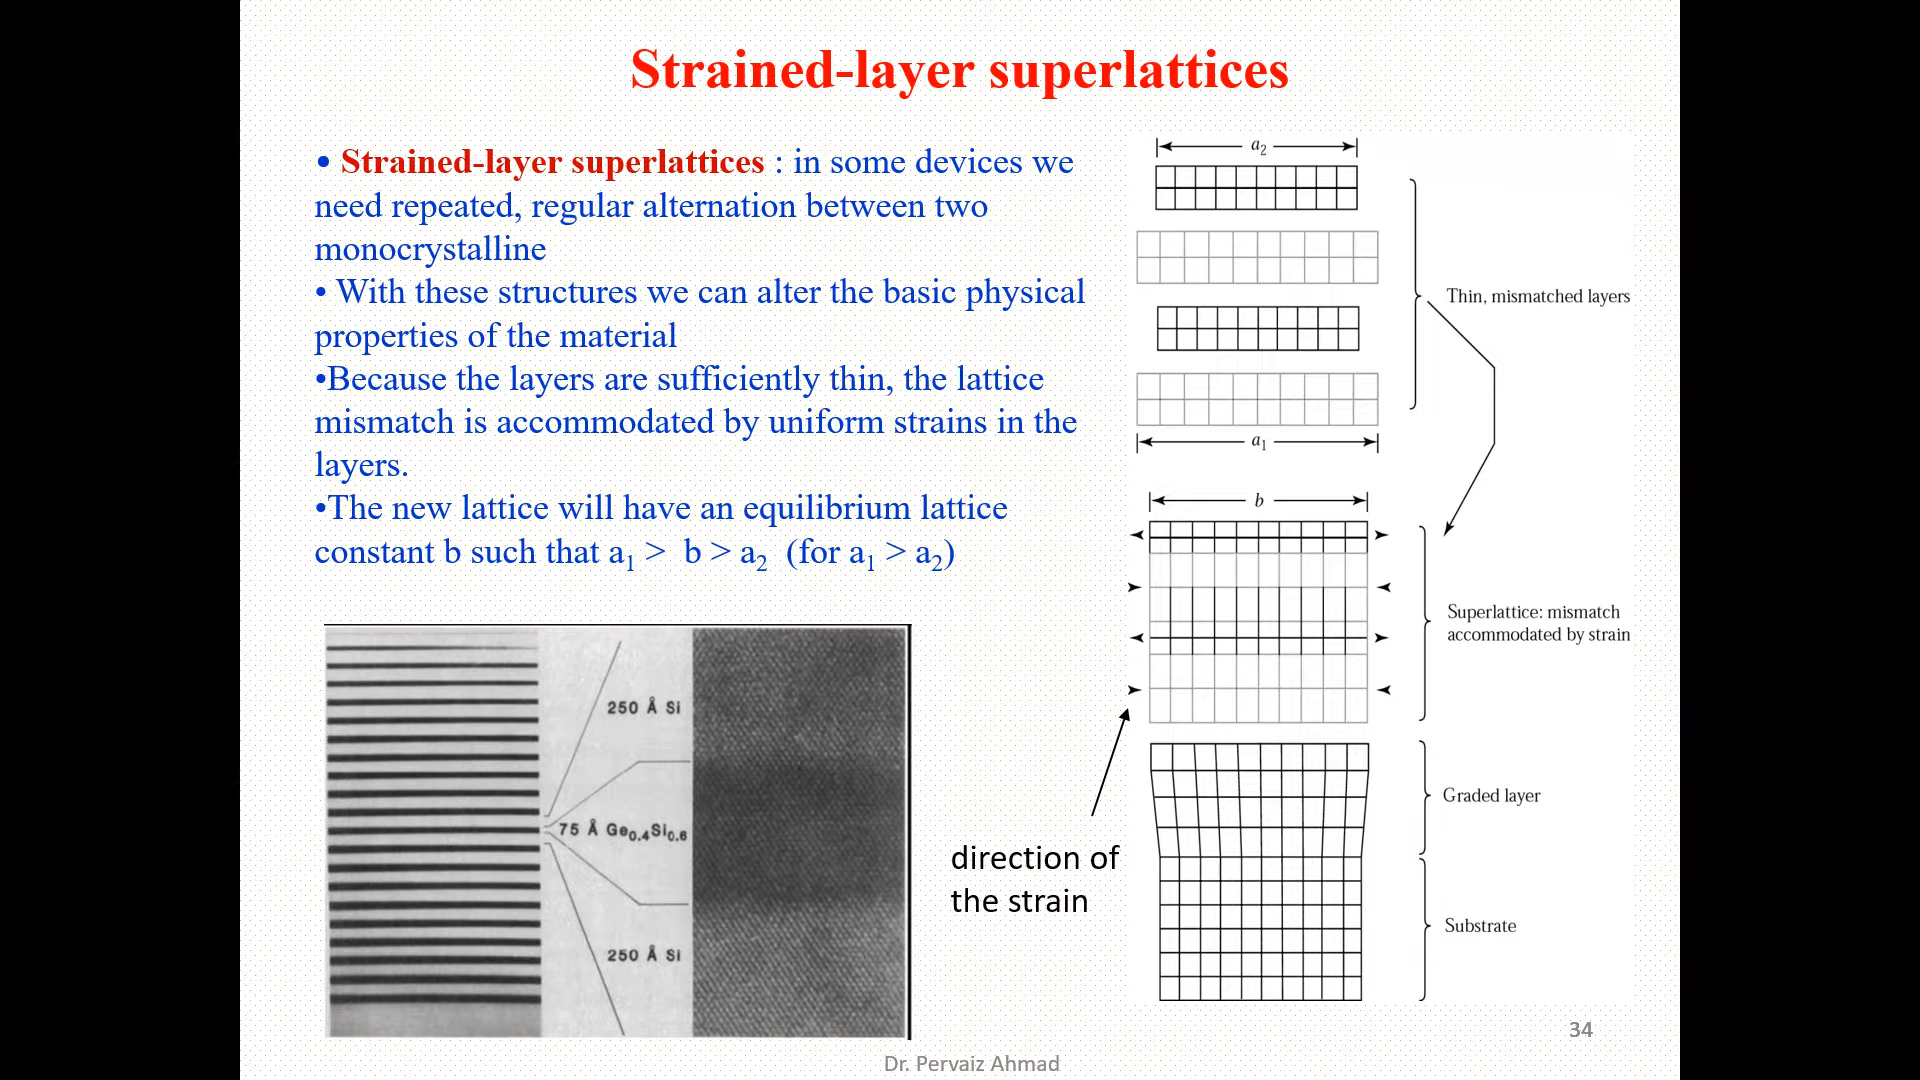 Strained-layer superlattices
• Strained-layer superlattices : in some devices we
need repeated, regular alternation between two
monocrystalline
• With these structures we can alter the basic physical
properties of the material
•Because the layers are sufficiently thin, the lattice
mismatch is accommodated by uniform strains in the
layers.
•The new lattice will have an equilibrium lattice
constant b such that a₁ > b > a₂ (for a₁ > a₂)
250 Å Si
75 Å Ge₀.₄Si₀.₆
250 Å Si
direction of
the strain
a₂
Thin, mismatched layers
a₁
b
Superlattice: mismatch
accommodated by strain
Graded layer
Substrate
34
Dr. Pervaiz Ahmad